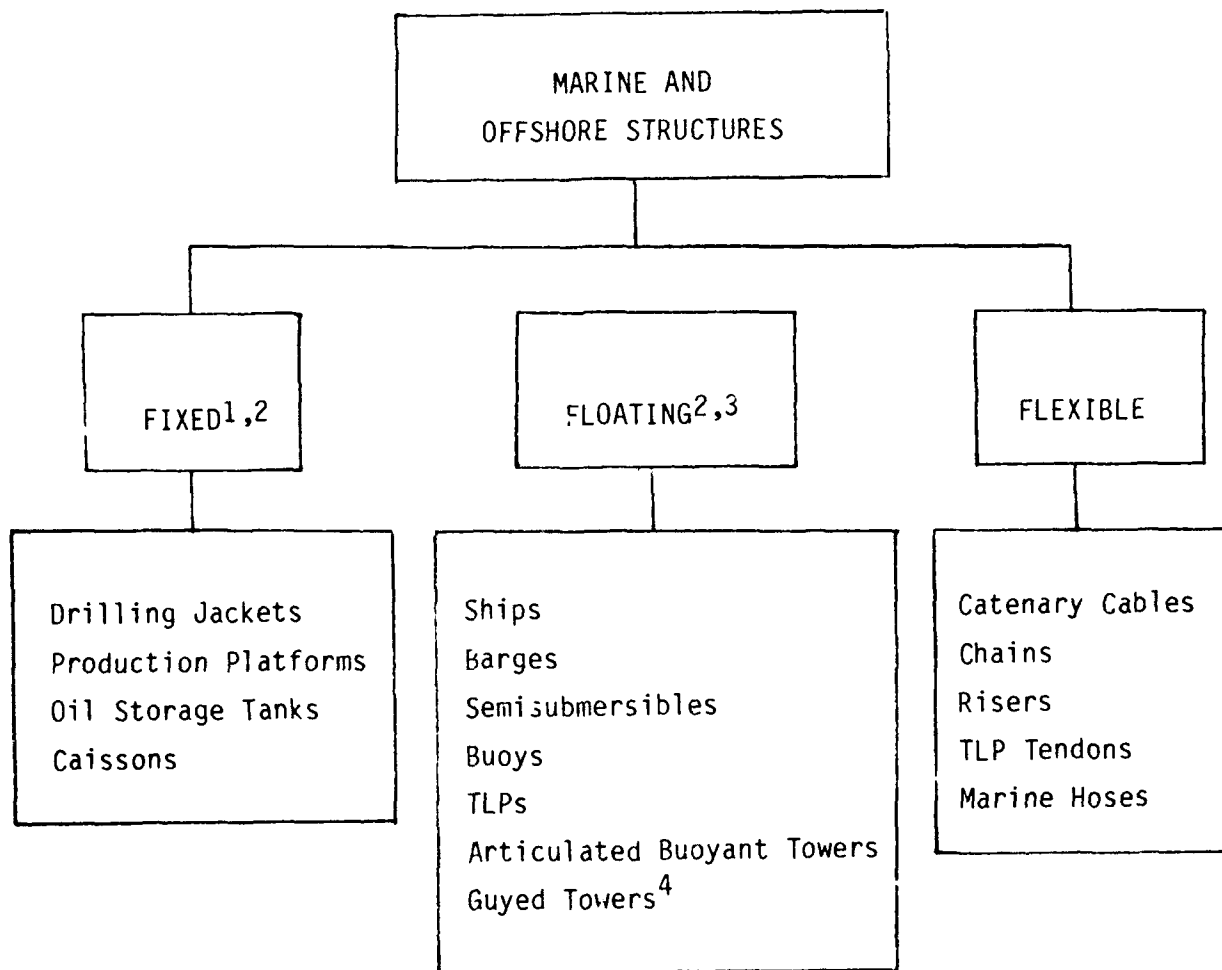 MARINE AND
OFFSHORE STRUCTURES
FIXED1,2
FLOATING2,3
FLEXIBLE
Drilling Jackets
Production Platforms
Oil Storage Tanks
Caissons
Ships
Barges
Semisubmersibles
Buoys
TLPs
Articulated Buoyant Towers
Guyed Towers4
Catenary Cables
Chains
Risers
TLP Tendons
Marine Hoses